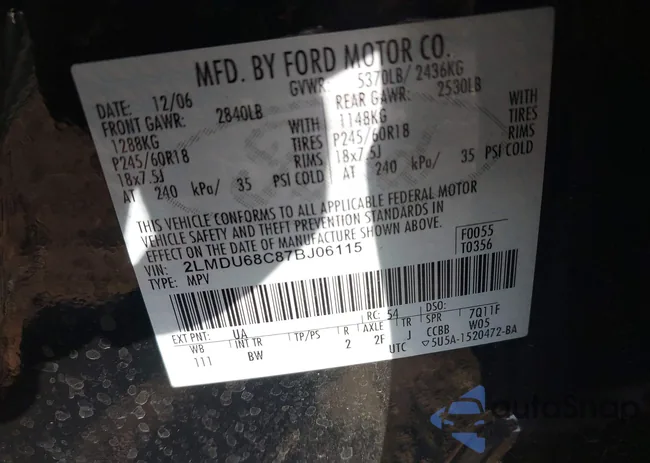 MFD. BY FORD MOTOR CO.
GVWR: 5370LB/ 2436KG
DATE: 12/06
FRONT GAWR: 2840LB
1288KG WITH
P245/60R18 TIRES
18x7.5J RIMS
AT 240 kPa/ 35 PSI COLD
REAR GAWR: 2530LB
1148KG WITH
P245/60R18 TIRES
18x7.5J RIMS
AT 240 kPa/ 35 PSI COLD
THIS VEHICLE CONFORMS TO ALL APPLICABLE FEDERAL MOTOR
VEHICLE SAFETY AND THEFT PREVENTION STANDARDS IN
EFFECT ON THE DATE OF MANUFACTURE SHOWN ABOVE.
VIN: 2LMDU68C87BJ06115
TYPE: MPV
F0055
T0356
EXT PNT: UA RC: 54 DSO:
WB INT TR TP/PS R AXLE TR SPR 7Q11F
111 BW 2 2F J CCBB W05
UTC ▽5U5A-1520472-BA
autoShap